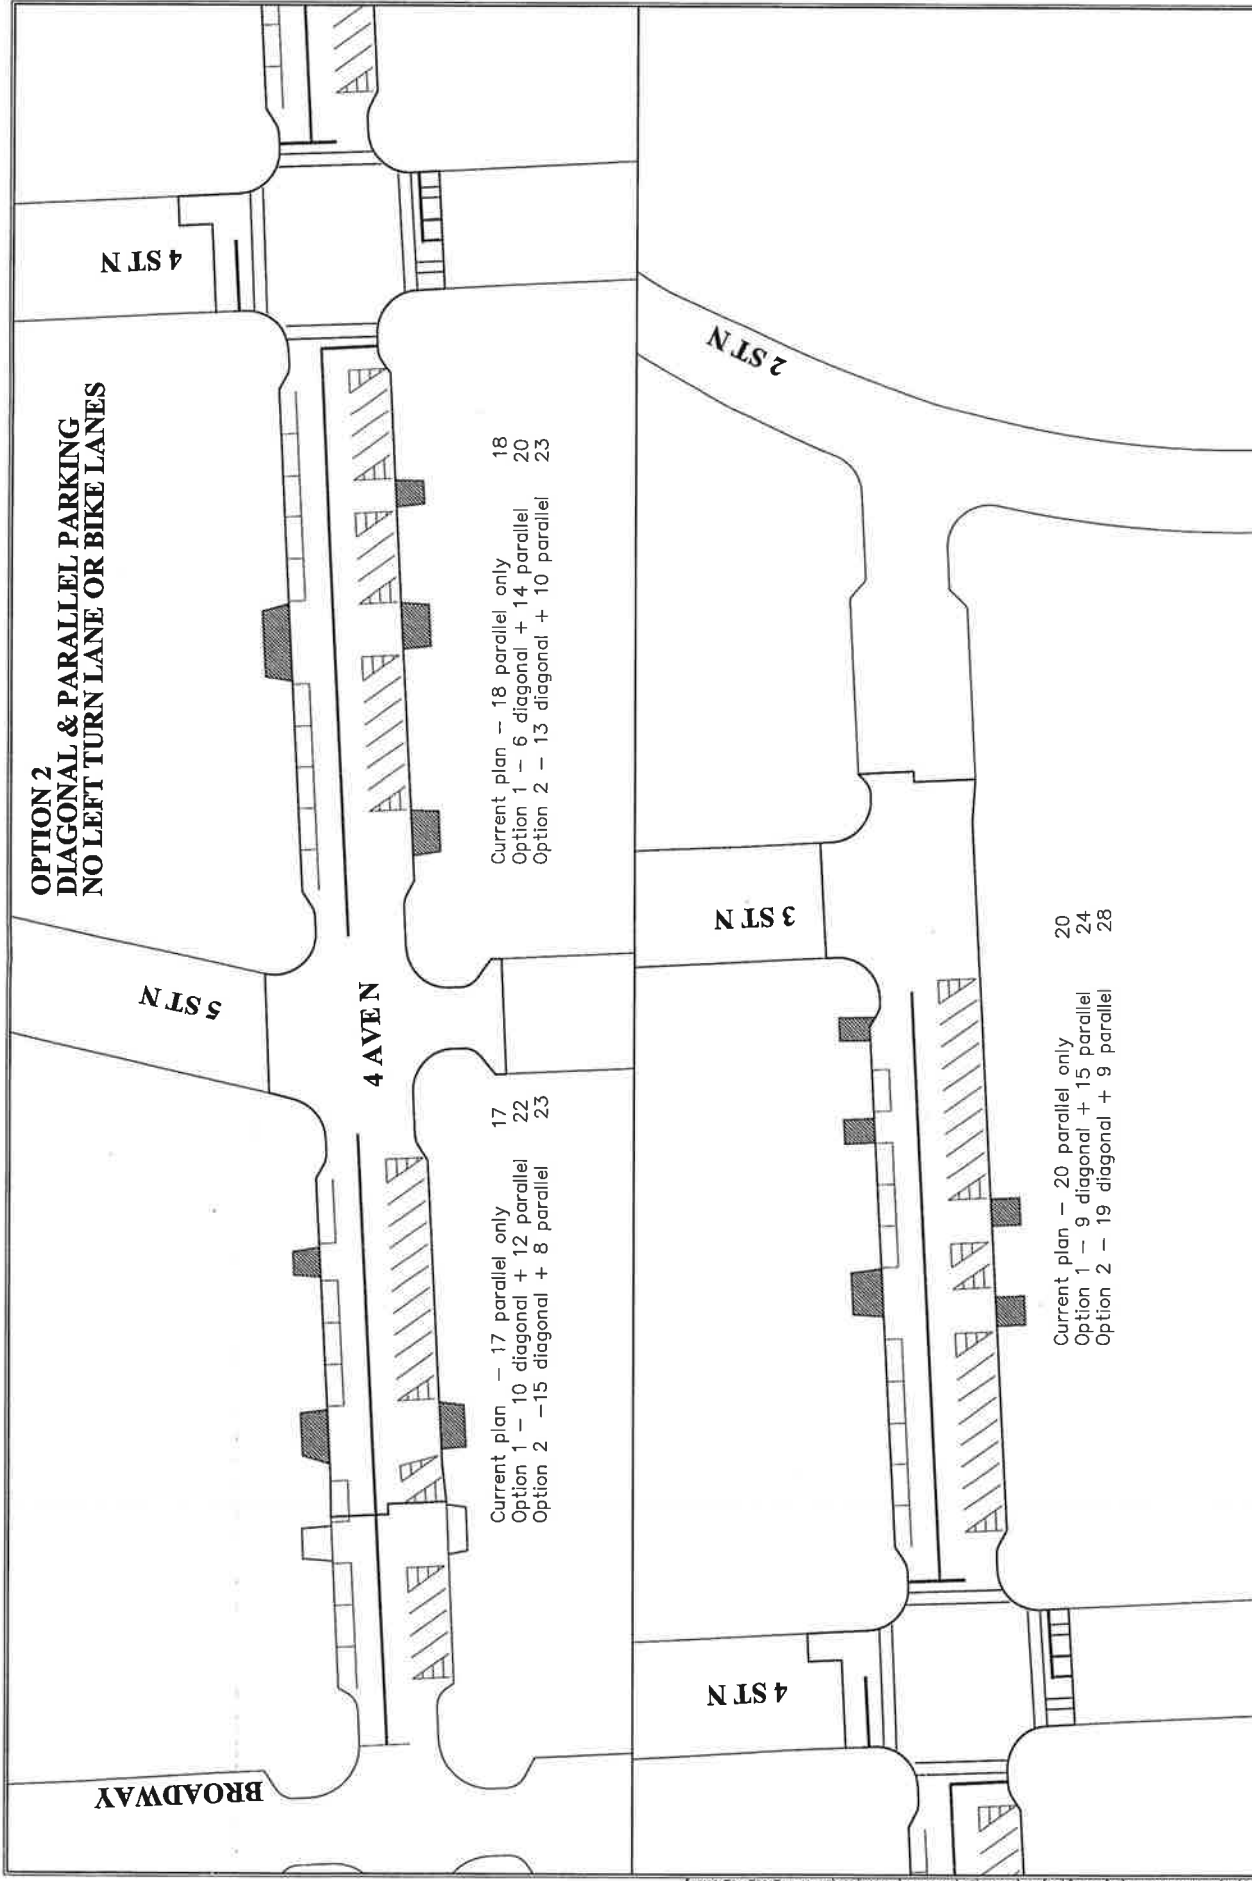 OPTION 2
DIAGONAL & PARALLEL PARKING
NO LEFT TURN LANE OR BIKE LANES
BROADWAY
5 ST N
4 AVE N
4 ST N
Current plan – 17 parallel only 17
Option 1 – 10 diagonal + 12 parallel 22
Option 2 –15 diagonal + 8 parallel 23
Current plan – 18 parallel only 18
Option 1 – 6 diagonal + 14 parallel 20
Option 2 – 13 diagonal + 10 parallel 23
4 ST N
3 ST N
2 ST N
Current plan – 20 parallel only 20
Option 1 – 9 diagonal + 15 parallel 24
Option 2 – 19 diagonal + 9 parallel 28